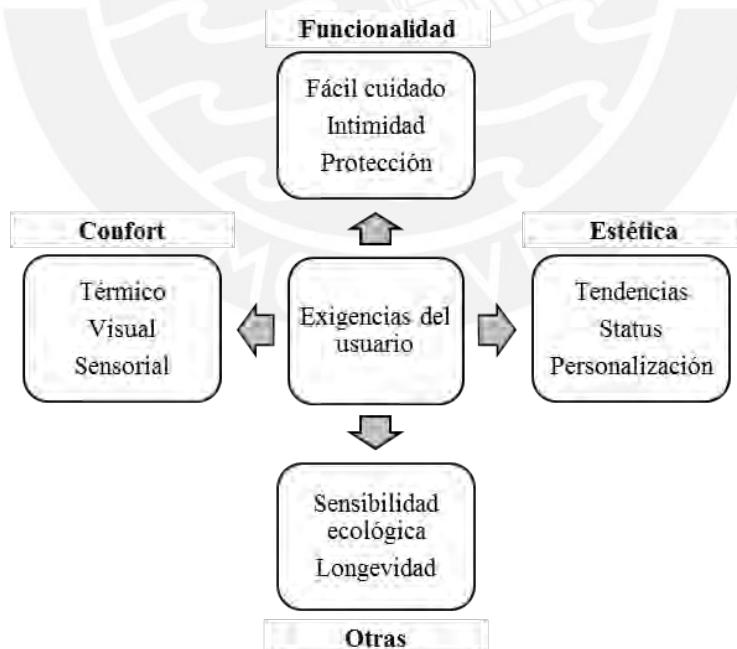 Funcionalidad
Fácil cuidado
Intimidad
Protección
Confort
Térmico
Visual
Sensorial
Exigencias del
usuario
Estética
Tendencias
Status
Personalización
Sensibilidad
ecológica
Longevidad
Otras